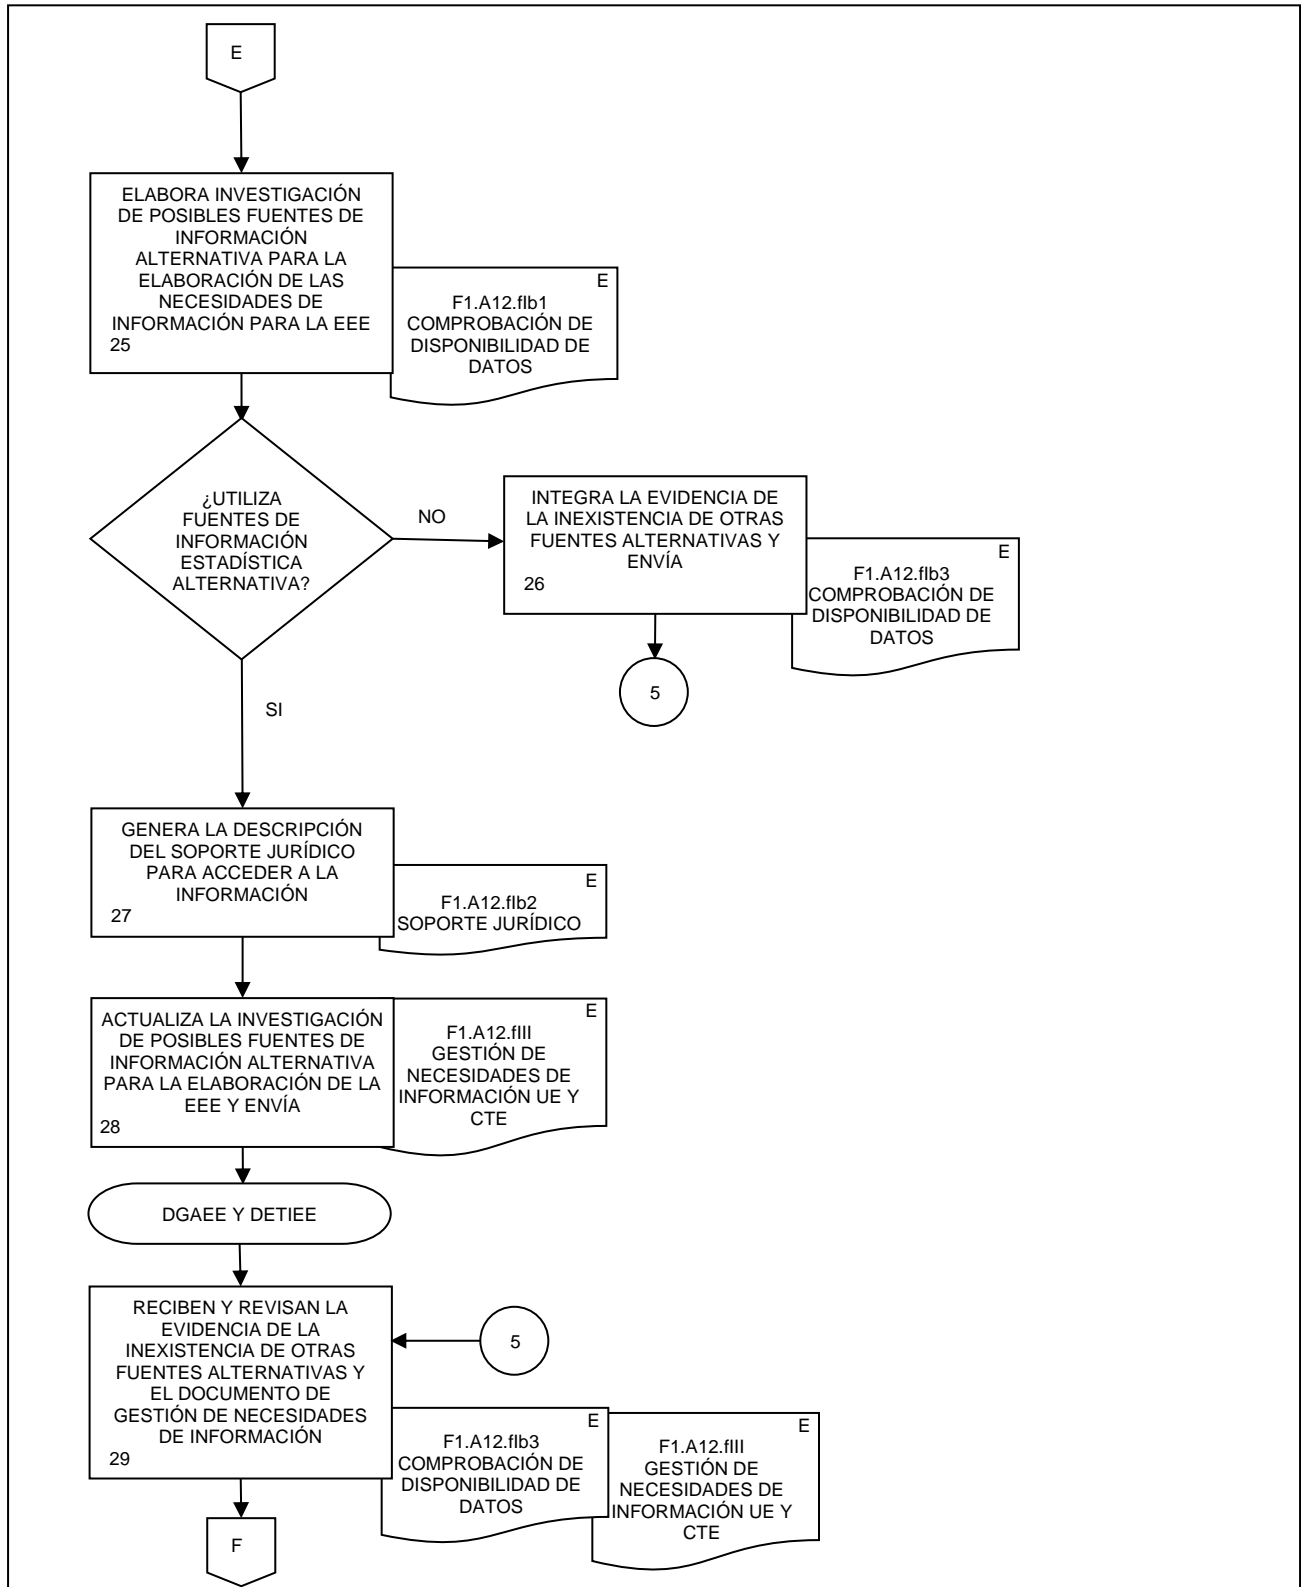 E
ELABORA INVESTIGACIÓN
DE POSIBLES FUENTES DE
INFORMACIÓN
ALTERNATIVA PARA LA
ELABORACIÓN DE LAS
NECESIDADES DE
INFORMACIÓN PARA LA EEE
25
E
F1.A12.fIb1
COMPROBACIÓN DE
DISPONIBILIDAD DE
DATOS
¿UTILIZA
FUENTES DE
INFORMACIÓN
ESTADÍSTICA
ALTERNATIVA?
NO
INTEGRA LA EVIDENCIA DE
LA INEXISTENCIA DE OTRAS
FUENTES ALTERNATIVAS Y
ENVÍA
26
E
F1.A12.fIb3
COMPROBACIÓN DE
DISPONIBILIDAD DE
DATOS
5
SI
GENERA LA DESCRIPCIÓN
DEL SOPORTE JURÍDICO
PARA ACCEDER A LA
INFORMACIÓN
27
E
F1.A12.fIb2
SOPORTE JURÍDICO
ACTUALIZA LA INVESTIGACIÓN
DE POSIBLES FUENTES DE
INFORMACIÓN ALTERNATIVA
PARA LA ELABORACIÓN DE LA
EEE Y ENVÍA
28
E
F1.A12.fIII
GESTIÓN DE
NECESIDADES DE
INFORMACIÓN UE Y
CTE
DGAEE Y DETIEE
RECIBEN Y REVISAN LA
EVIDENCIA DE LA
INEXISTENCIA DE OTRAS
FUENTES ALTERNATIVAS Y
EL DOCUMENTO DE
GESTIÓN DE NECESIDADES
DE INFORMACIÓN
29
5
E
F1.A12.fIb3
COMPROBACIÓN DE
DISPONIBILIDAD DE
DATOS
E
F1.A12.fIII
GESTIÓN DE
NECESIDADES DE
INFORMACIÓN UE Y
CTE
F